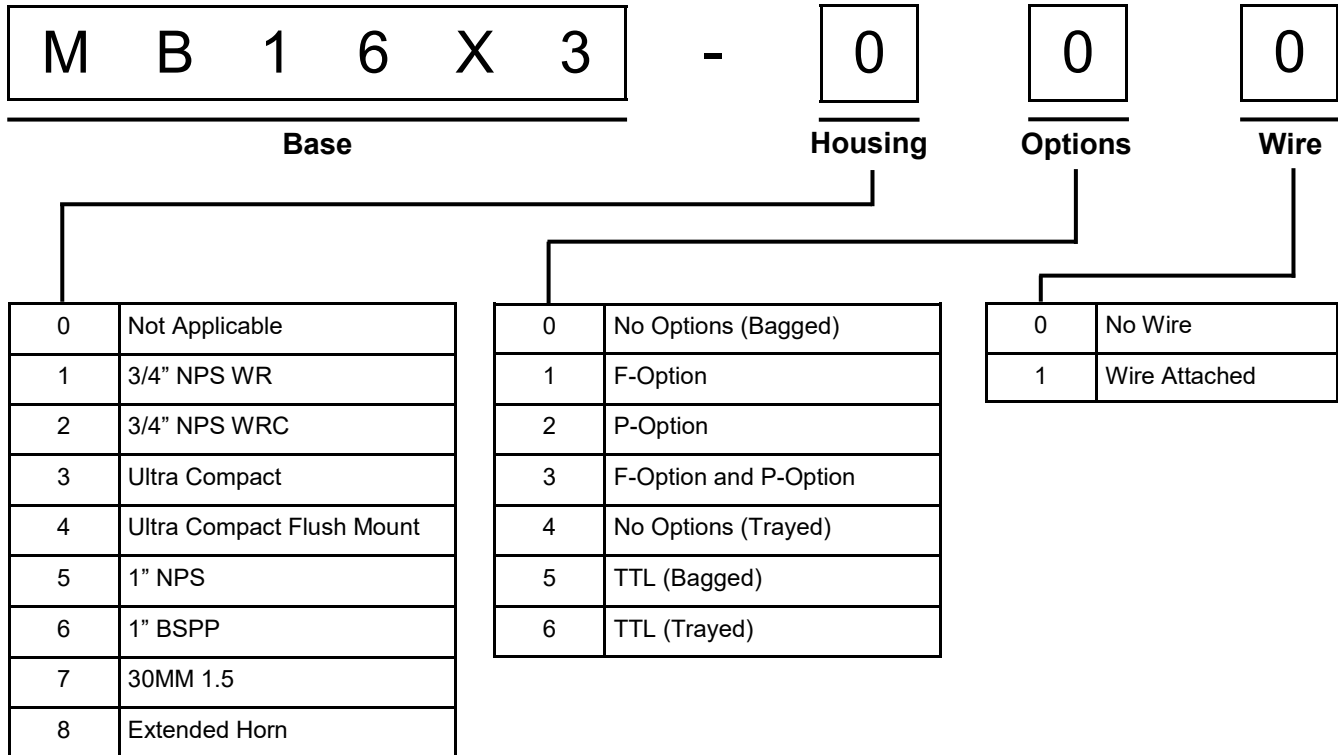 M B 1 6 X 3 - 0 0 0
Base Housing Options Wire
0 Not Applicable
1 3/4” NPS WR
2 3/4” NPS WRC
3 Ultra Compact
4 Ultra Compact Flush Mount
5 1” NPS
6 1” BSPP
7 30MM 1.5
8 Extended Horn
0 No Options (Bagged)
1 F-Option
2 P-Option
3 F-Option and P-Option
4 No Options (Trayed)
5 TTL (Bagged)
6 TTL (Trayed)
0 No Wire
1 Wire Attached